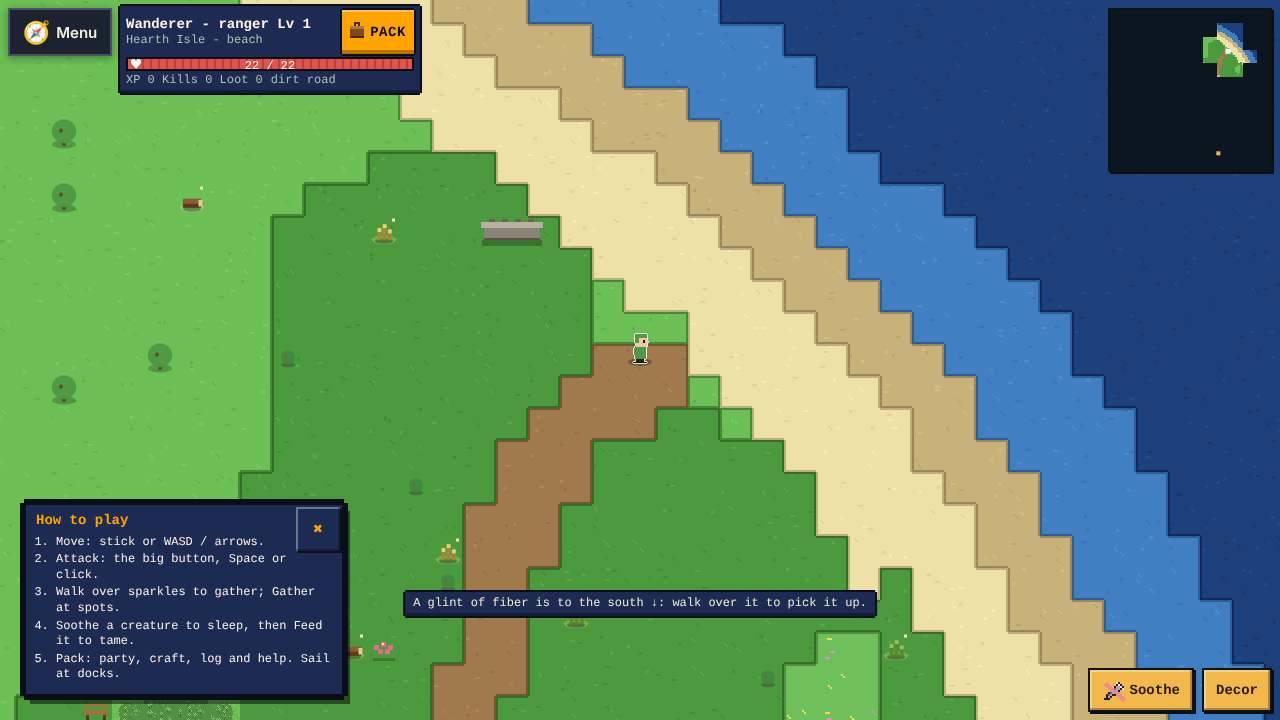 Menu
Wanderer - ranger Lv 1
Hearth Isle - beach
PACK
22 / 22
XP 0 Kills 0 Loot 0 dirt road
How to play
1. Move: stick or WASD / arrows.
2. Attack: the big button, Space or
click.
3. Walk over sparkles to gather; Gather
at spots.
4. Soothe a creature to sleep, then Feed
it to tame.
5. Pack: party, craft, log and help. Sail
at docks.
A glint of fiber is to the south ↓: walk over it to pick it up.
Soothe
Decor